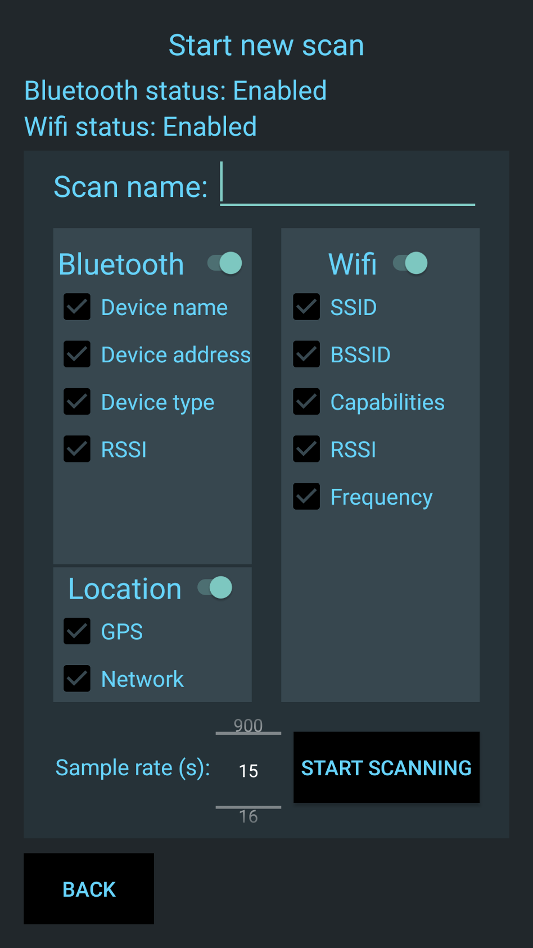 Start new scan
Bluetooth status: Enabled
Wifi status: Enabled
Scan name:
Bluetooth
Device name
Device address
Device type
RSSI
Wifi
SSID
BSSID
Capabilities
RSSI
Frequency
Location
GPS
Network
Sample rate (s):
900
15
16
START SCANNING
BACK